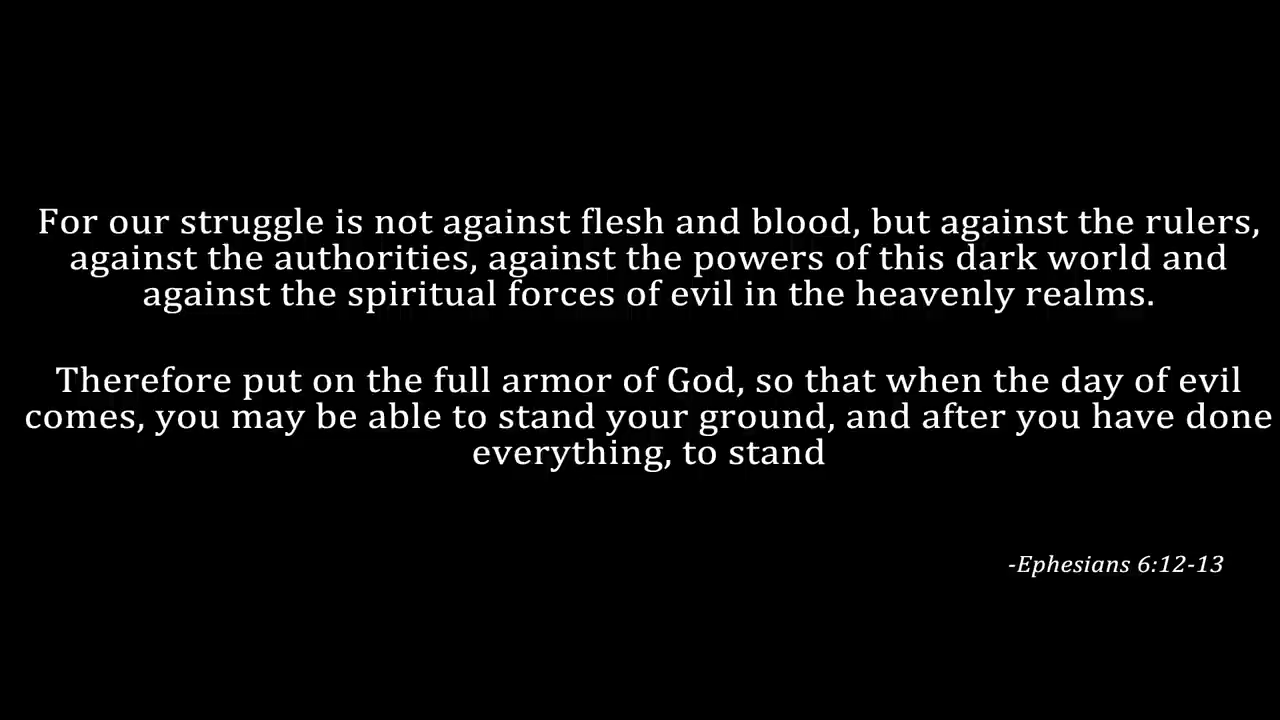 For our struggle is not against flesh and blood, but against the rulers,
against the authorities, against the powers of this dark world and
against the spiritual forces of evil in the heavenly realms.
Therefore put on the full armor of God, so that when the day of evil
comes, you may be able to stand your ground, and after you have done
everything, to stand
-Ephesians 6:12-13